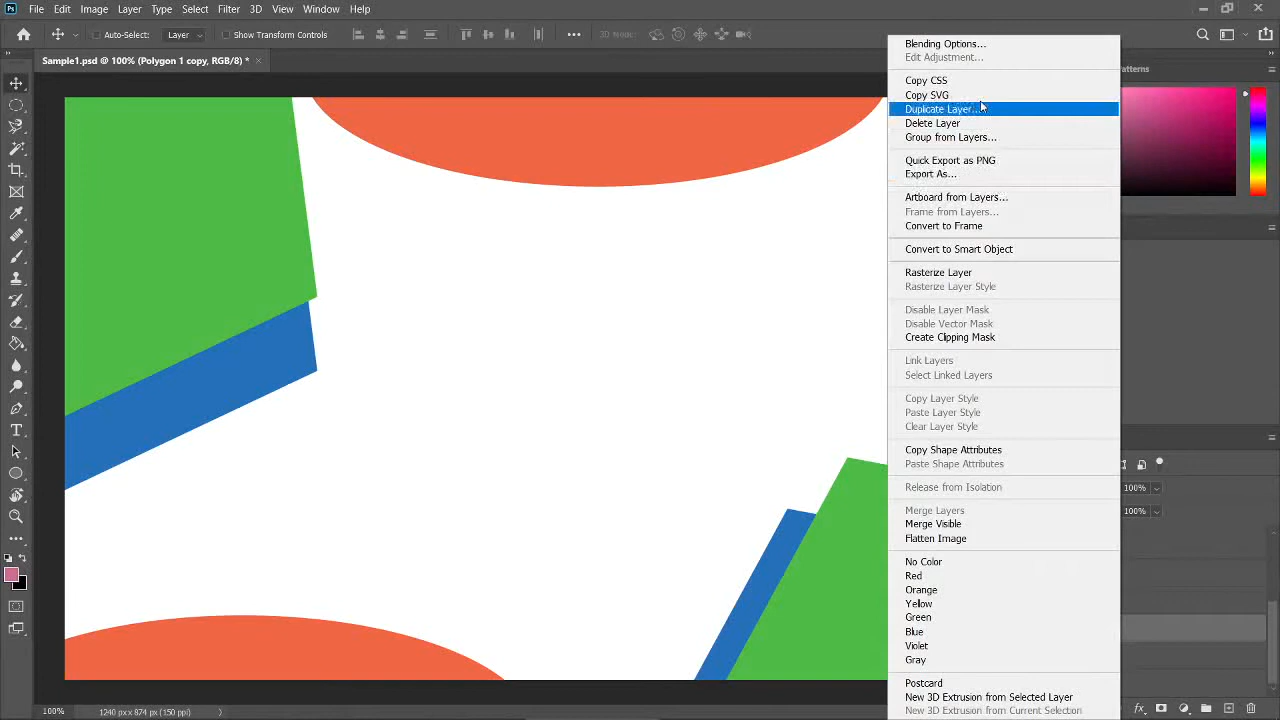 Ps File Edit Image Layer Type Select Filter 3D View Window Help
Auto-Select: Layer Show Transform Controls 3D Mode:
Sample1.psd @ 100% (Polygon 1 copy, RGB/8) *
Patterns
Blending Options...
Edit Adjustment...
Copy CSS
Copy SVG
Duplicate Layer...
Delete Layer
Group from Layers...
Quick Export as PNG
Export As...
Artboard from Layers...
Frame from Layers...
Convert to Frame
Convert to Smart Object
Rasterize Layer
Rasterize Layer Style
Disable Layer Mask
Disable Vector Mask
Create Clipping Mask
Link Layers
Select Linked Layers
Copy Layer Style
Paste Layer Style
Clear Layer Style
Copy Shape Attributes
Paste Shape Attributes
Release from Isolation
Merge Layers
Merge Visible
Flatten Image
No Color
Red
Orange
Yellow
Green
Blue
Violet
Gray
Postcard
New 3D Extrusion from Selected Layer
New 3D Extrusion from Current Selection
100%
100%
100% 1240 px x 874 px (150 ppi)
fx